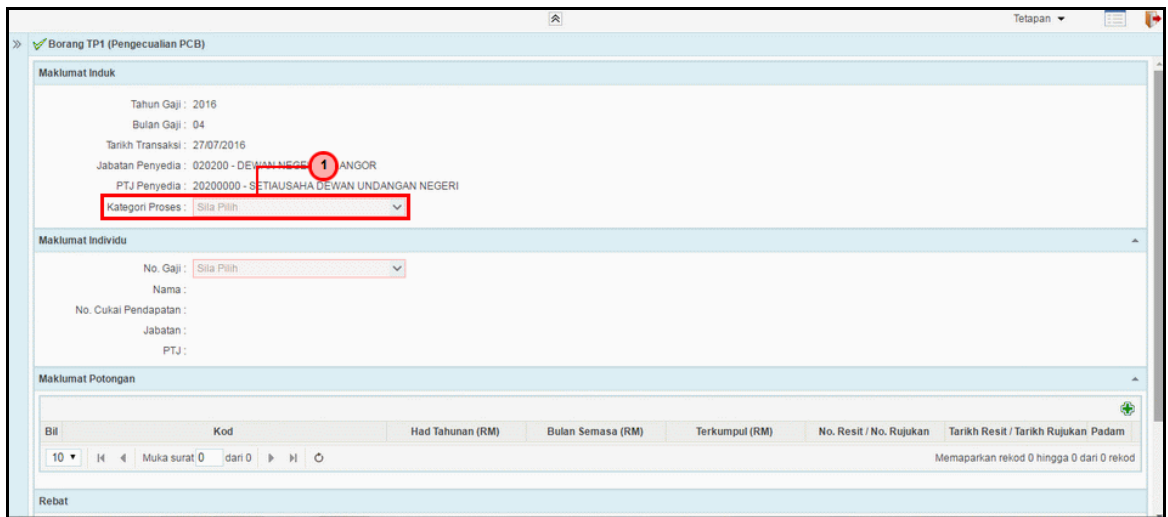 Tetapan
Borang TP1 (Pengecualian PCB)
Maklumat Induk
Tahun Gaji : 2016
Bulan Gaji : 04
Tarikh Transaksi : 27/07/2016
Jabatan Penyedia : 020200 - DEWAN NEGE 1 ANGOR
PTJ Penyedia : 20200000 - SETIAUSAHA DEWAN UNDANGAN NEGERI
Kategori Proses : Sila Pilih
Maklumat Individu
No. Gaji : Sila Pilih
Nama :
No. Cukai Pendapatan :
Jabatan :
PTJ :
Maklumat Potongan
Bil Kod Had Tahunan (RM) Bulan Semasa (RM) Terkumpul (RM) No. Resit / No. Rujukan Tarikh Resit / Tarikh Rujukan Padam
10 Muka surat 0 dari 0 Memaparkan rekod 0 hingga 0 dari 0 rekod
Rebat